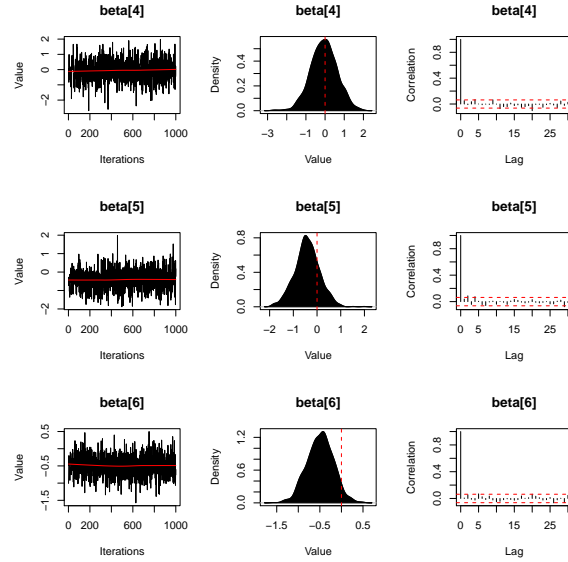 beta[4] beta[4] beta[4]
Value
−2 0 1 2
0 200 600 1000
Iterations
Density
0.0 0.2 0.4
−3 −1 0 1 2
Value
Correlation
0.0 0.4 0.8
0 5 15 25
Lag
beta[5] beta[5] beta[5]
Value
−2 0 1 2
0 200 600 1000
Iterations
Density
0.0 0.4 0.8
−2 −1 0 1 2
Value
Correlation
0.0 0.4 0.8
0 5 15 25
Lag
beta[6] beta[6] beta[6]
Value
−1.5 −0.5 0.5
0 200 600 1000
Iterations
Density
0.0 0.4 0.8 1.2
−1.5 −0.5 0.5
Value
Correlation
0.0 0.4 0.8
0 5 15 25
Lag